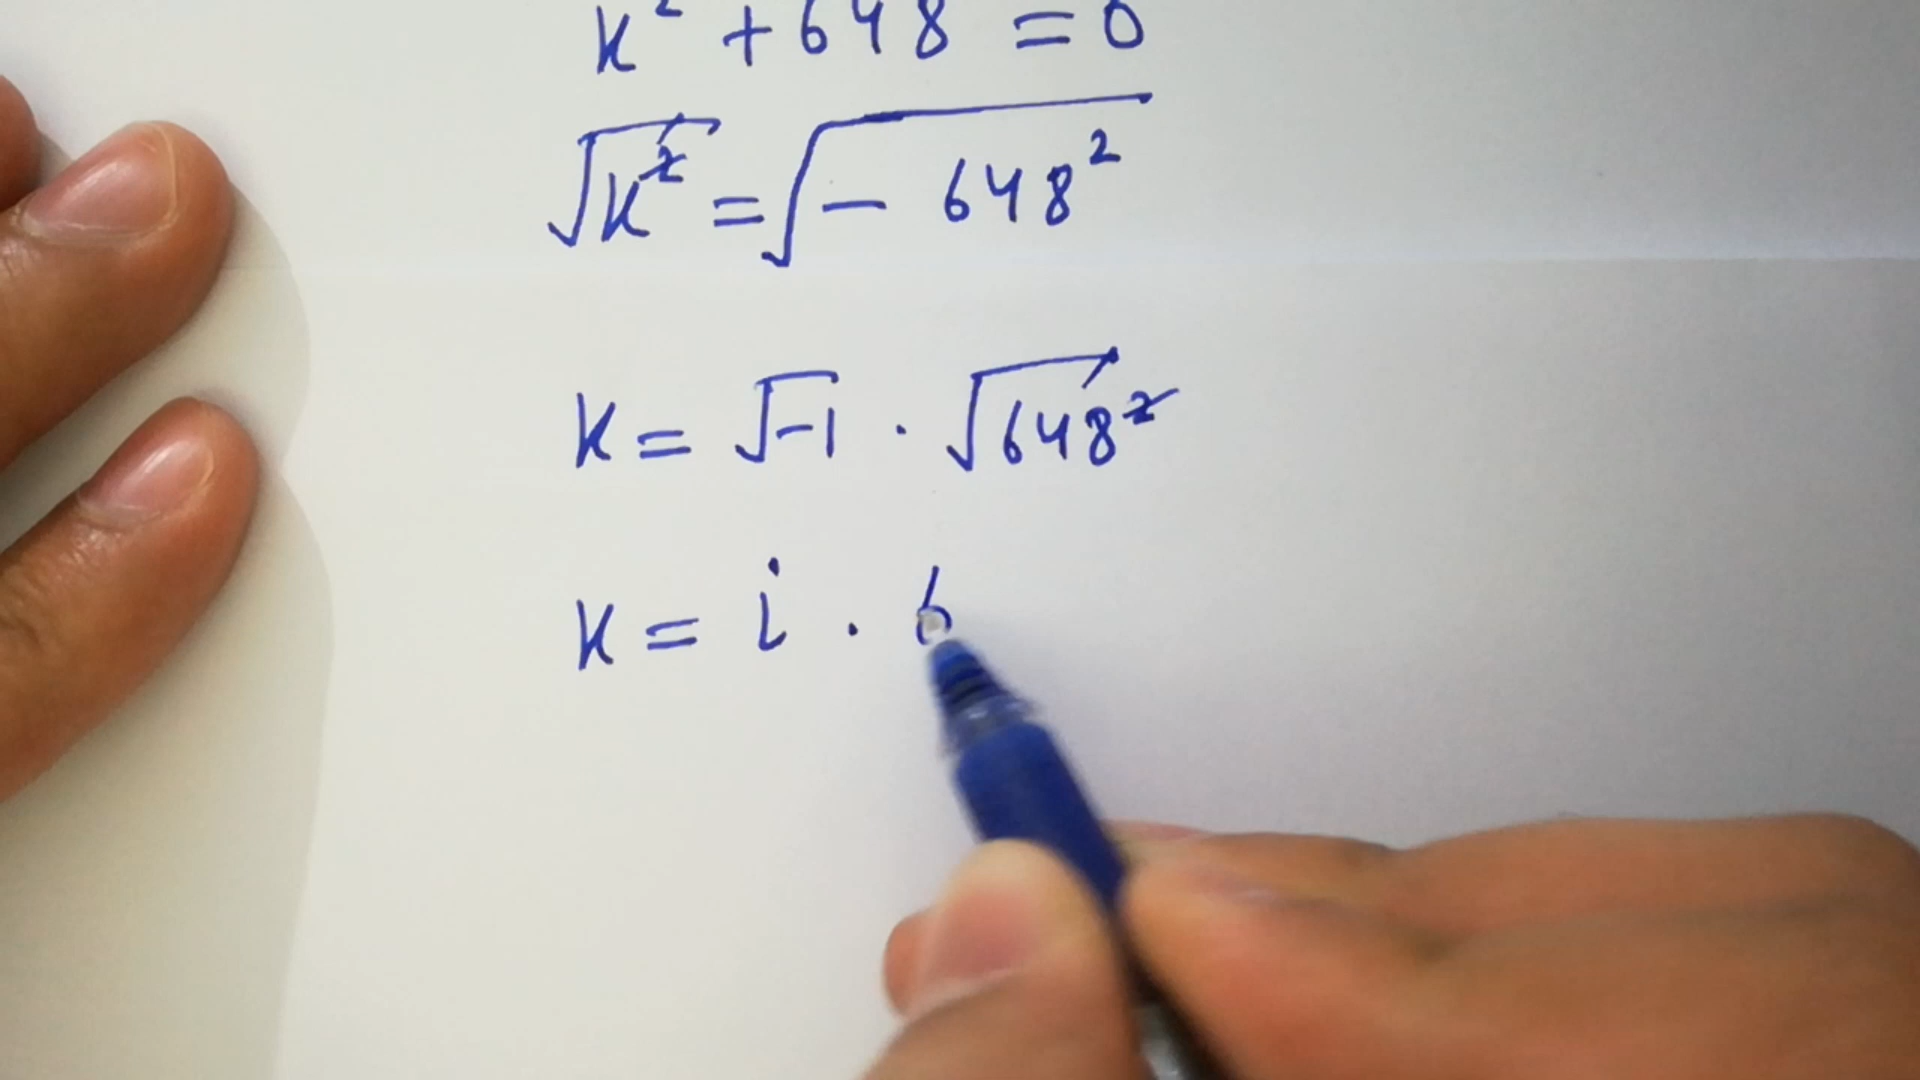 k² + 648 = 0
√k² = √- 648²
k = √-1 · √648²
k = i · 6